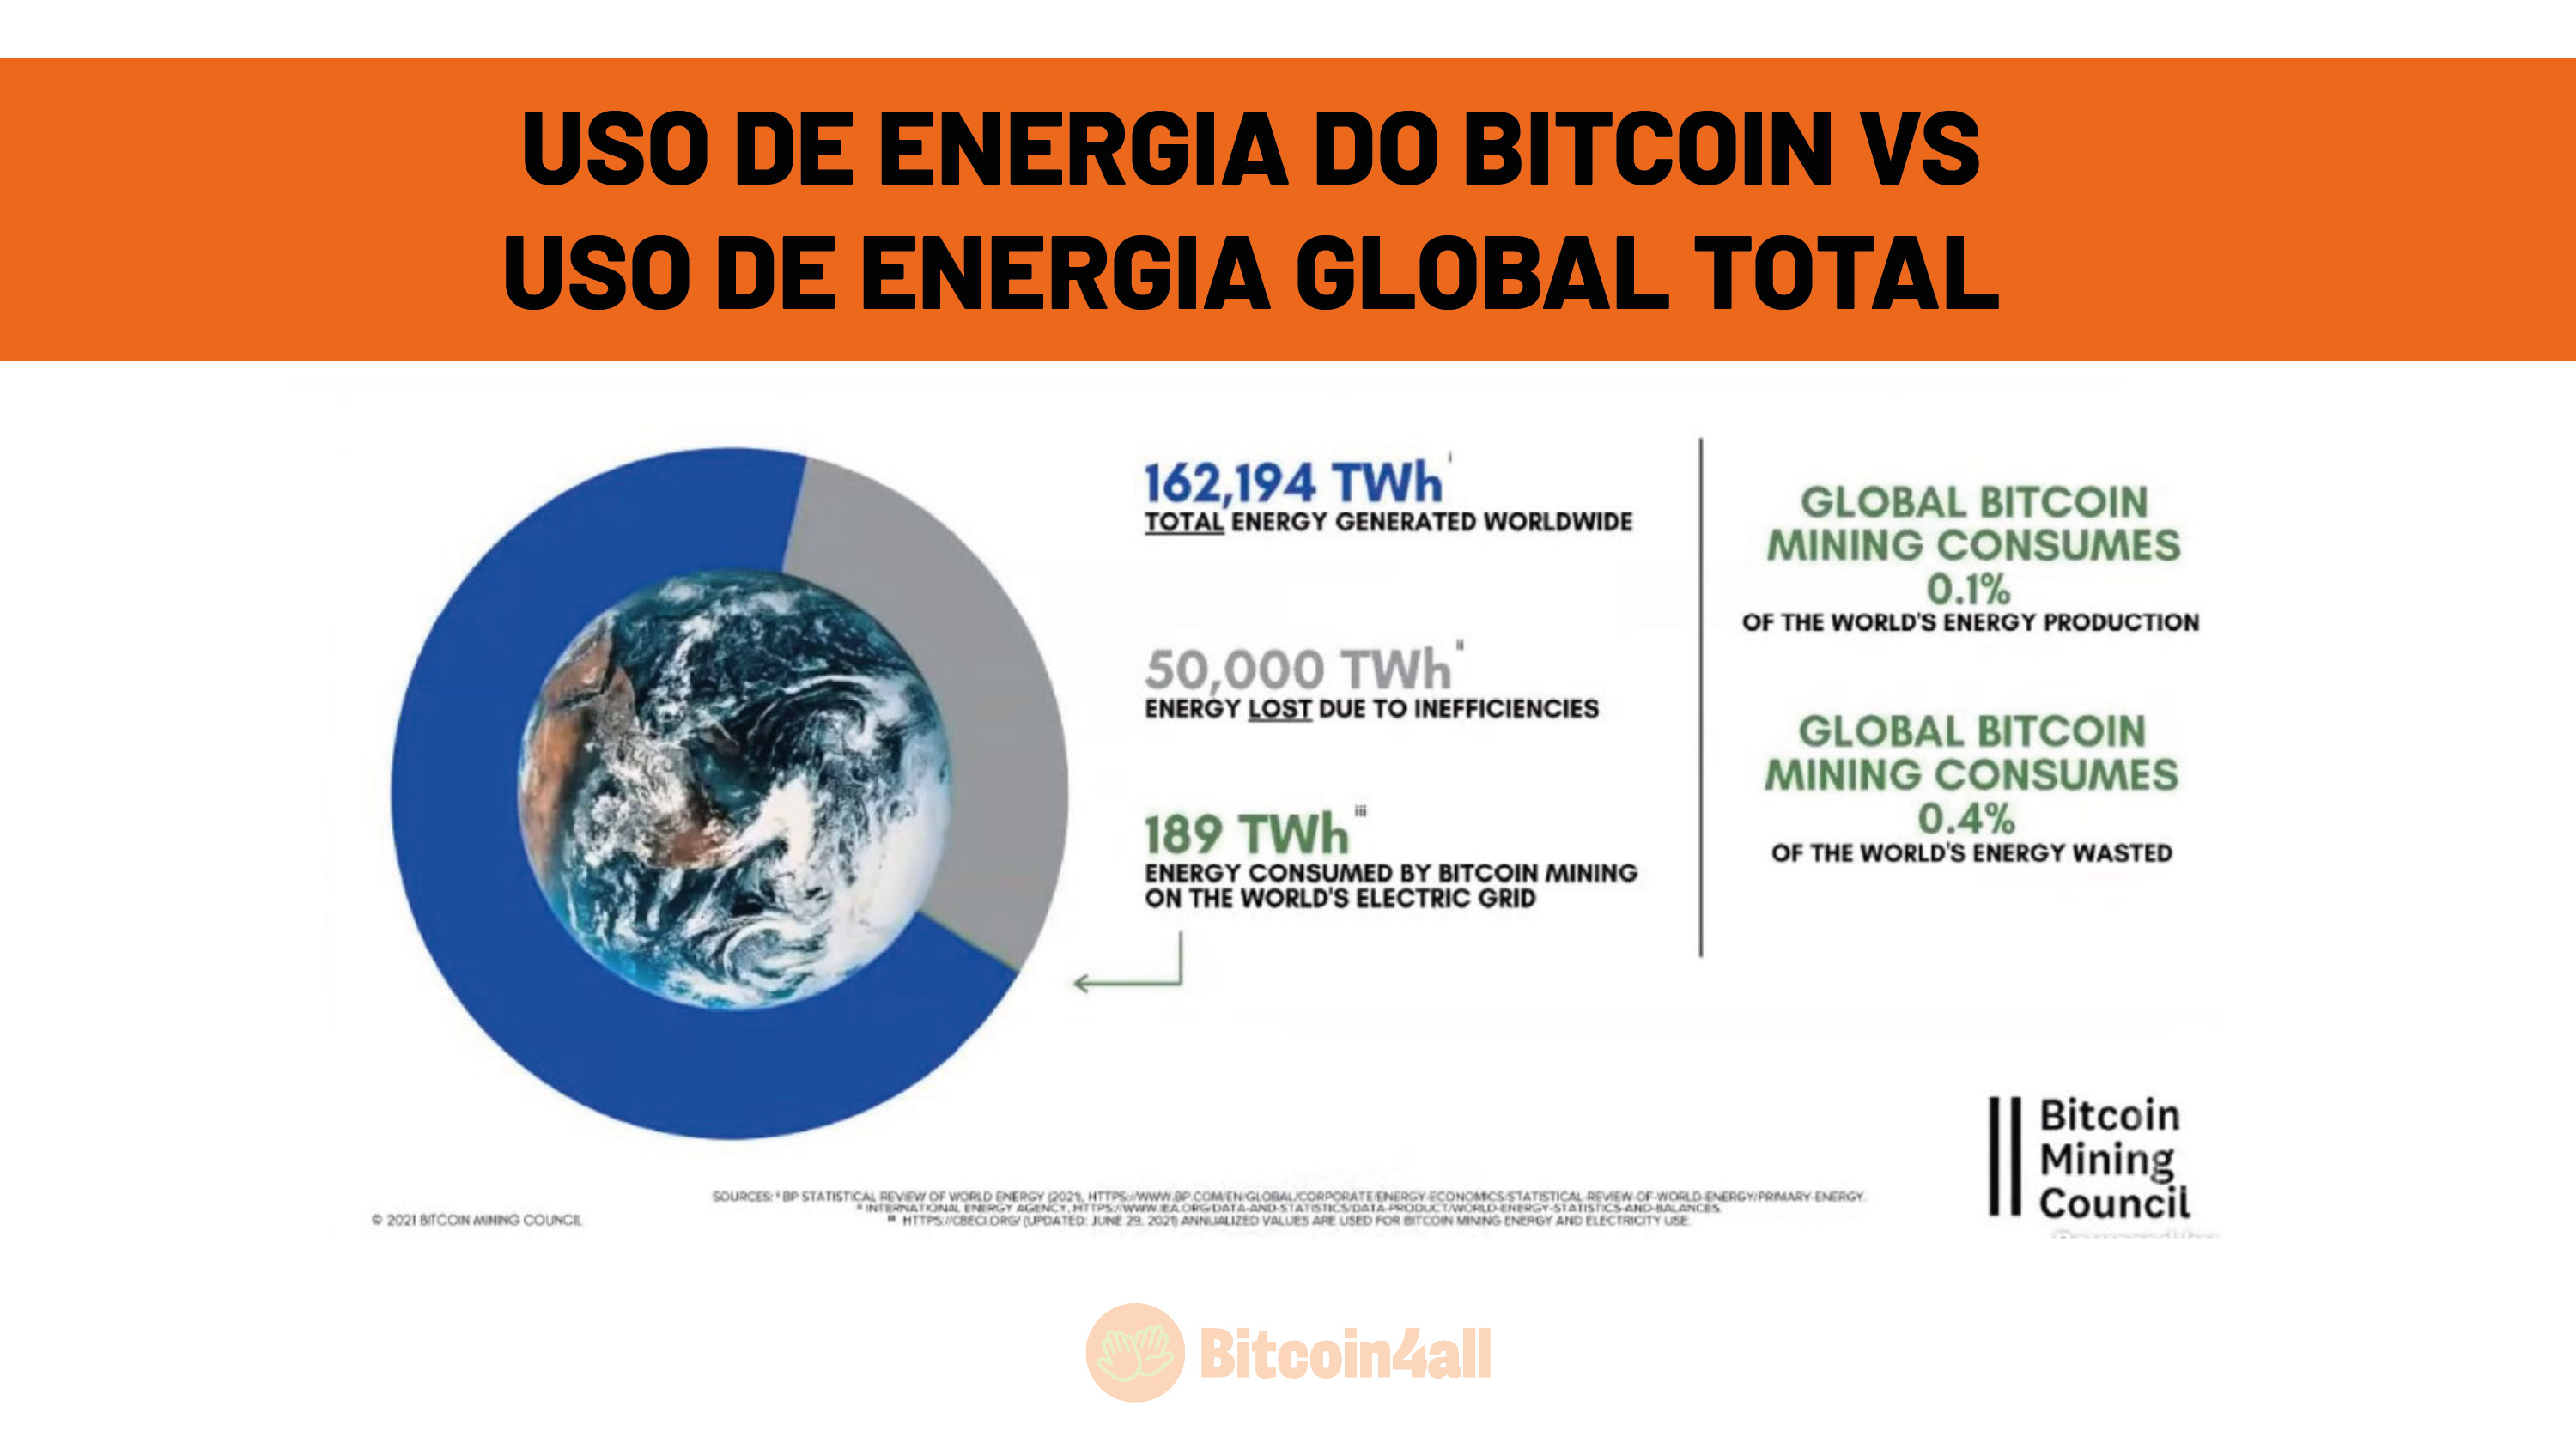 USO DE ENERGIA DO BITCOIN VS
USO DE ENERGIA GLOBAL TOTAL
162,194 TWh i
TOTAL ENERGY GENERATED WORLDWIDE
50,000 TWh ii
ENERGY LOST DUE TO INEFFICIENCIES
189 TWh iii
ENERGY CONSUMED BY BITCOIN MINING
ON THE WORLD'S ELECTRIC GRID
GLOBAL BITCOIN
MINING CONSUMES
0.1%
OF THE WORLD'S ENERGY PRODUCTION
GLOBAL BITCOIN
MINING CONSUMES
0.4%
OF THE WORLD'S ENERGY WASTED
Bitcoin
Mining
Council
SOURCES: i BP STATISTICAL REVIEW OF WORLD ENERGY (2021), HTTPS://WWW.BP.COM/EN/GLOBAL/CORPORATE/ENERGY-ECONOMICS/STATISTICAL-REVIEW-OF-WORLD-ENERGY/PRIMARY-ENERGY.
ii INTERNATIONAL ENERGY AGENCY, HTTPS://WWW.IEA.ORG/DATA-AND-STATISTICS/DATA-PRODUCT/WORLD-ENERGY-STATISTICS-AND-BALANCES.
iii HTTPS://CBECI.ORG/ (UPDATED: JUNE 29, 2021) ANNUALIZED VALUES ARE USED FOR BITCOIN MINING ENERGY AND ELECTRICITY USE.
© 2021 BITCOIN MINING COUNCIL
Bitcoin4all